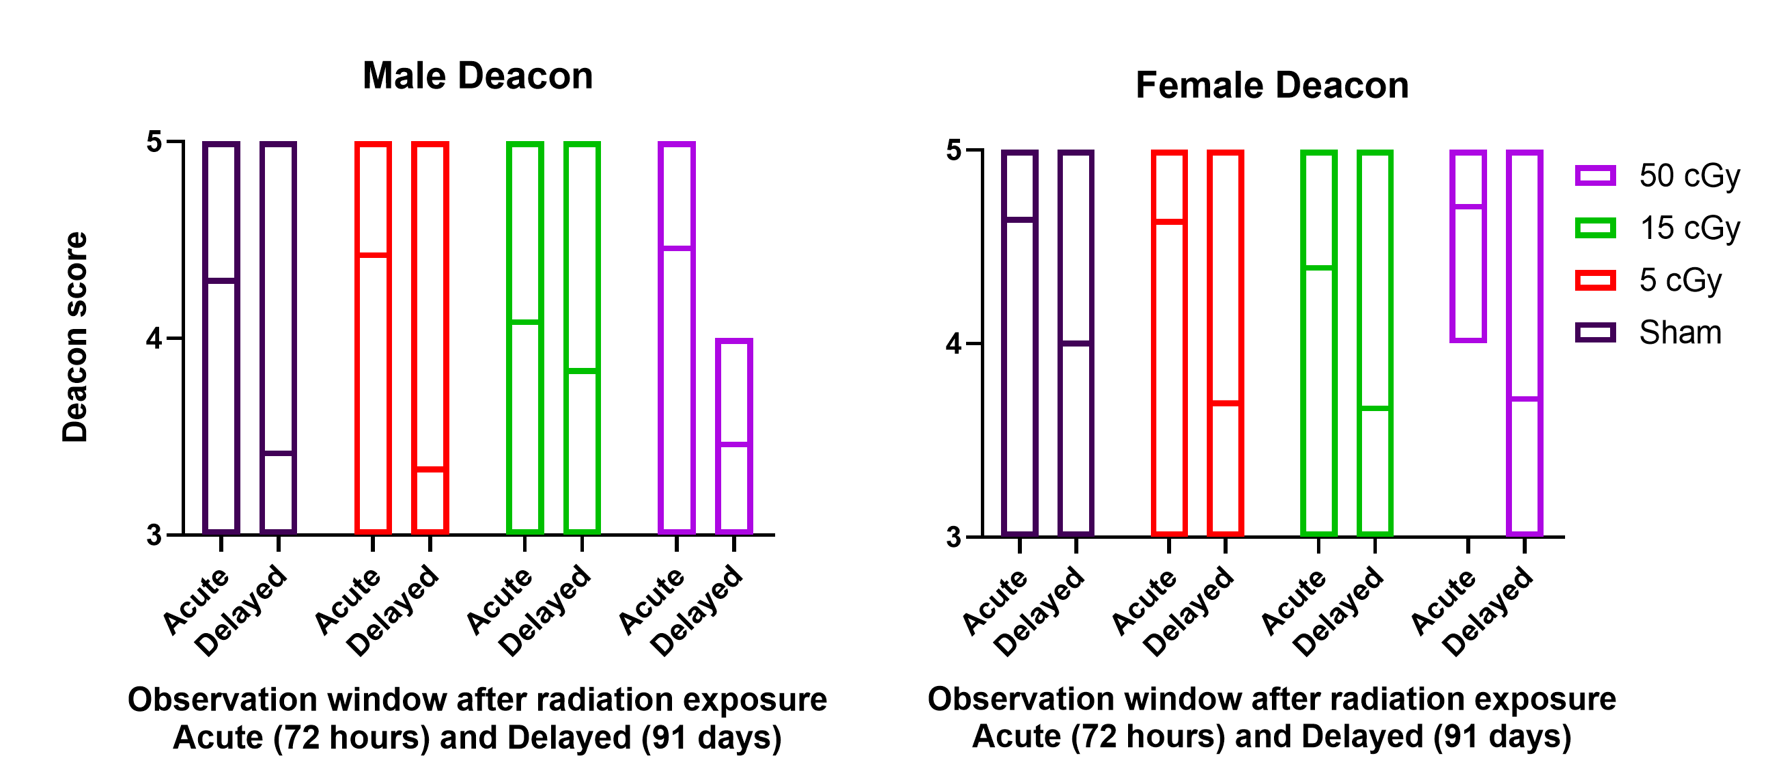 Male Deacon
Deacon score
5
4
3
Acute
Delayed
Acute
Delayed
Acute
Delayed
Acute
Delayed
Observation window after radiation exposure
Acute (72 hours) and Delayed (91 days)
Female Deacon
5
4
3
Acute
Delayed
Acute
Delayed
Acute
Delayed
Acute
Delayed
Observation window after radiation exposure
Acute (72 hours) and Delayed (91 days)
50 cGy
15 cGy
5 cGy
Sham